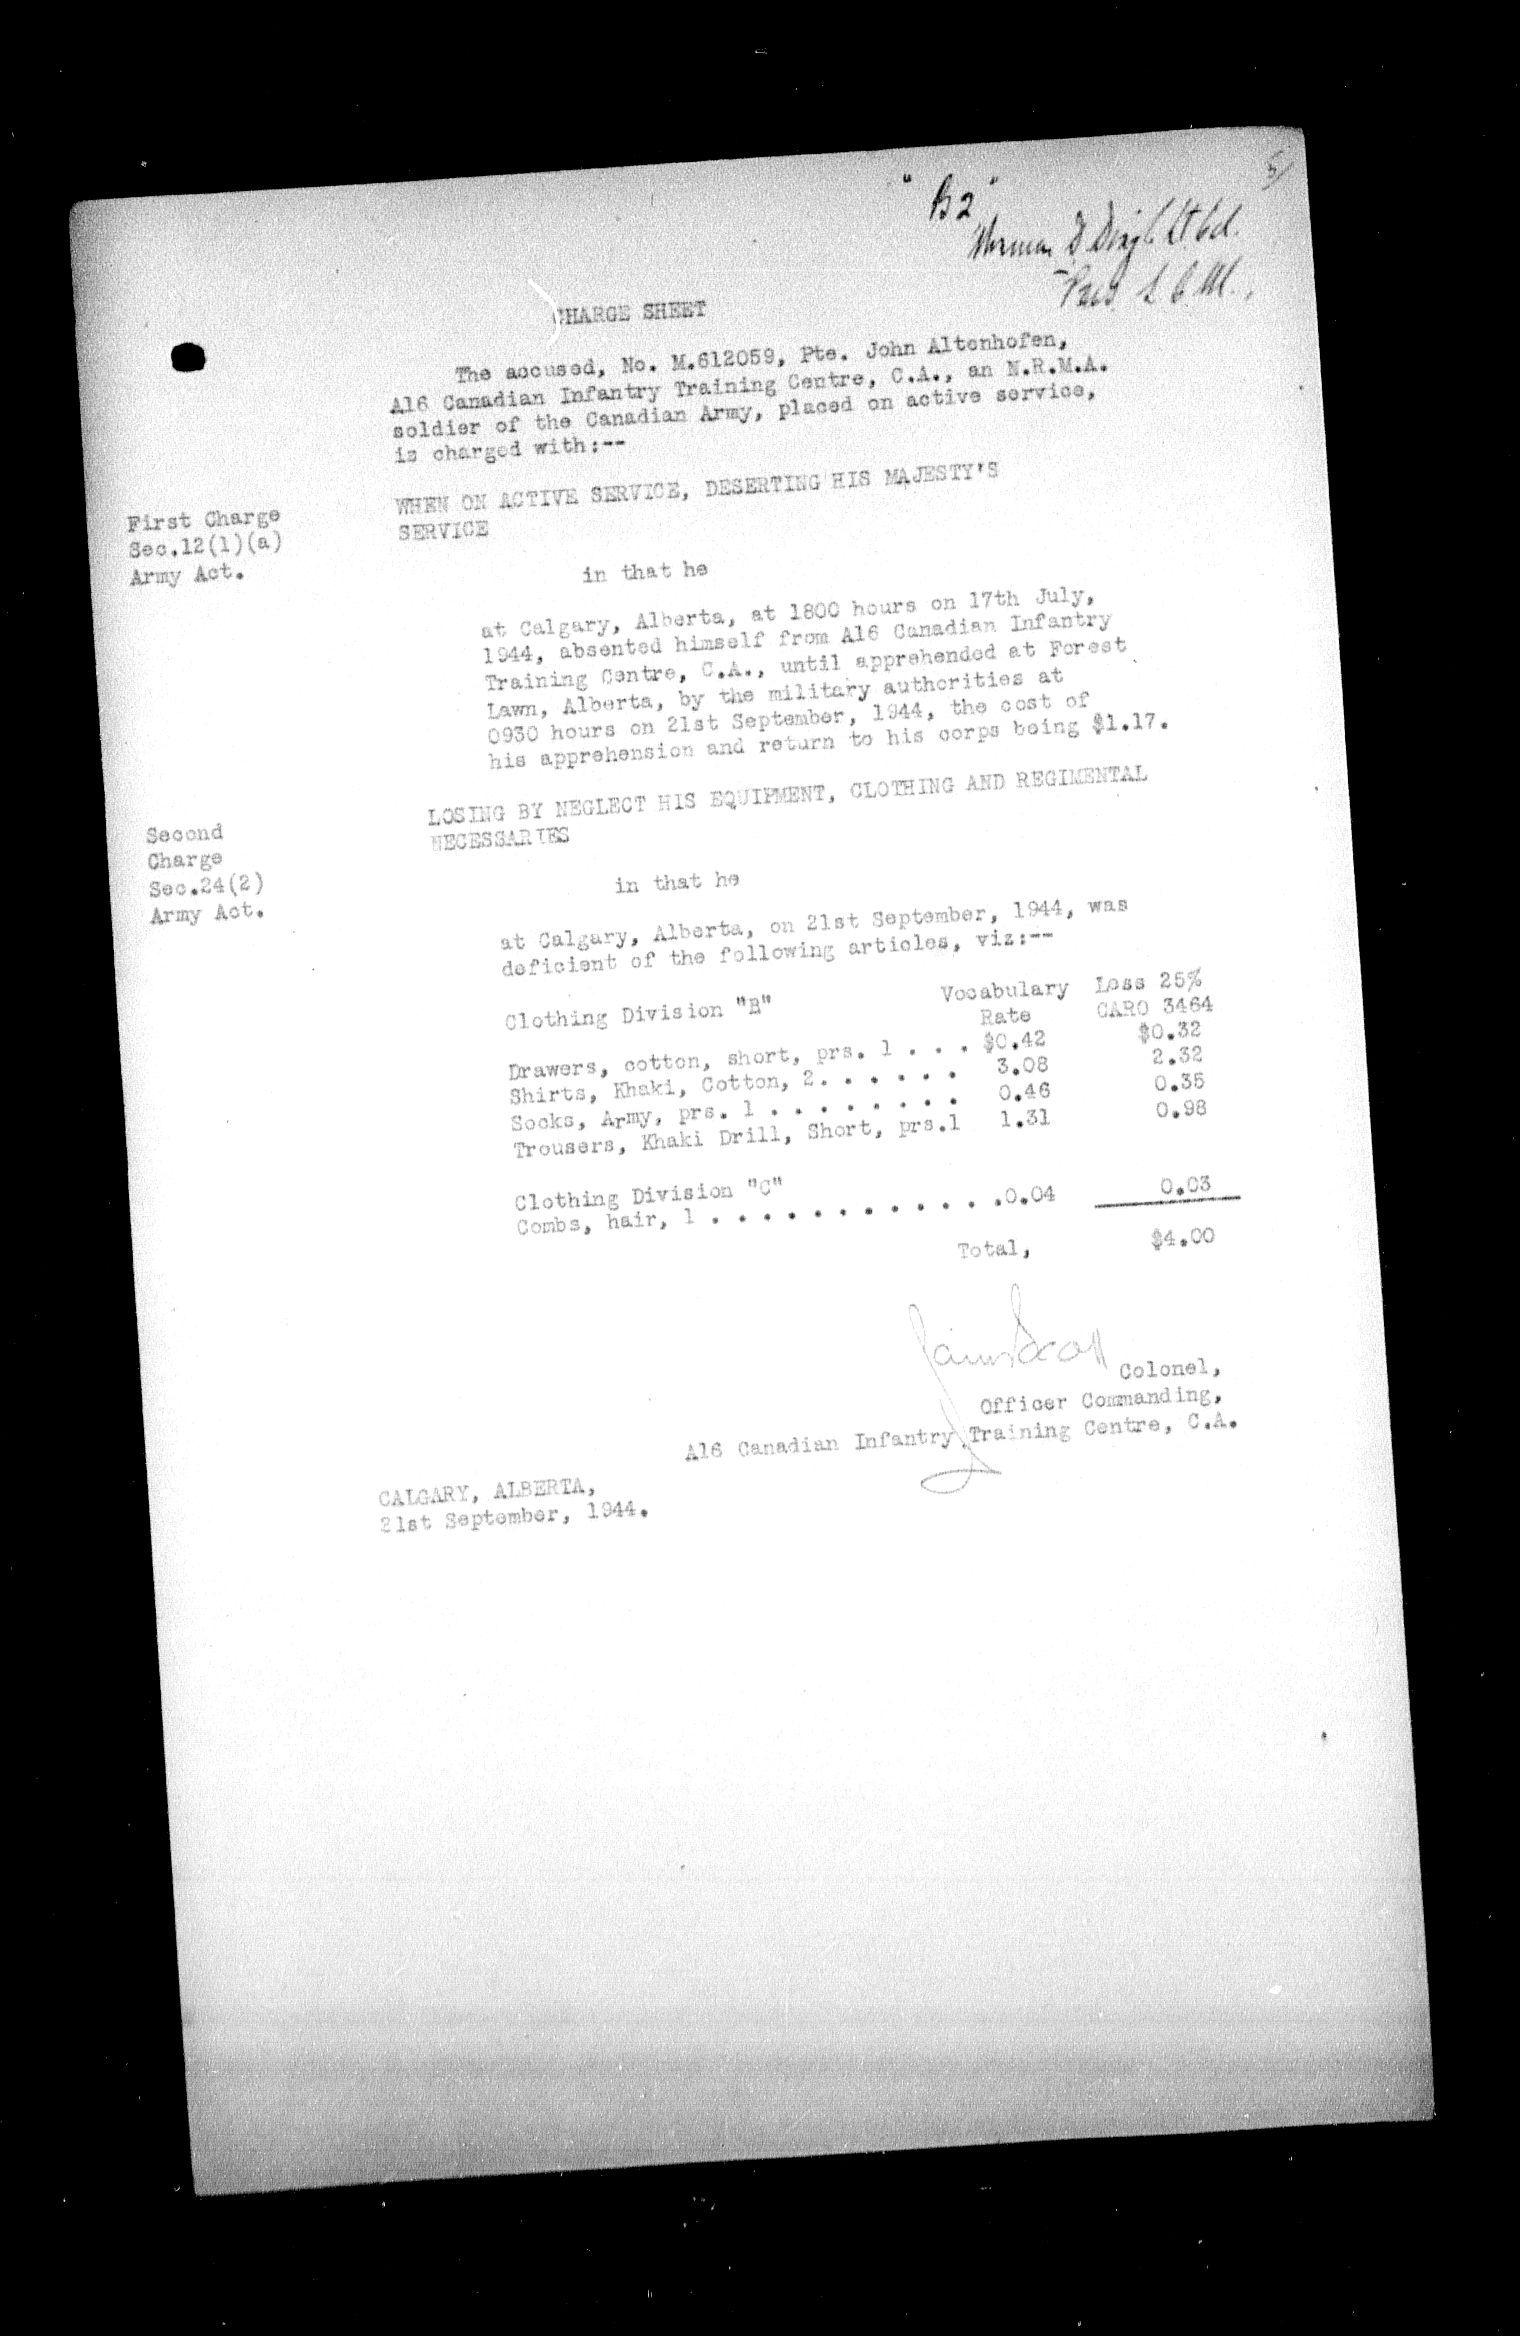 5/
"B2"
Norman D
Pres
CHARGE SHEET
The accused, No. M.612059, Pte. John Altenhofen,
A16 Canadian Infantry Training Centre, C.A., an N.R.M.A.
soldier of the Canadian Army, placed on active service,
is charged with:--
First Charge
Sec.12(1)(a)
Army Act.
WHEN ON ACTIVE SERVICE, DESERTING HIS MAJESTY'S
SERVICE
in that he
at Calgary, Alberta, at 1800 hours on 17th July,
1944, absented himself from A16 Canadian Infantry
Training Centre, C.A., until apprehended at Forest
Lawn, Alberta, by the military authorities at
0930 hours on 21st September, 1944, the cost of
his apprehension and return to his corps being $1.17.
Second
Charge
Sec.24(2)
Army Act.
LOSING BY NEGLECT HIS EQUIPMENT, CLOTHING AND REGIMENTAL
NECESSARIES
in that he
at Calgary, Alberta, on 21st September, 1944, was
deficient of the following articles, viz:--
Clothing Division "B" Vocabulary Less 25%
Rate CARO 3464
Drawers, cotton, short, prs. 1 . . . $0.42 $0.32
Shirts, Khaki, Cotton, 2. . . . . . 3.08 2.32
Socks, Army, prs. 1 . . . . . . . . 0.46 0.35
Trousers, Khaki Drill, Short, prs.1 1.31 0.98
Clothing Division "C"
Combs, hair, 1 . . . . . . . . . . . .0.04 0.03
Total, $4.00
Colonel,
Officer Commanding,
A16 Canadian Infantry Training Centre, C.A.
CALGARY, ALBERTA,
21st September, 1944.